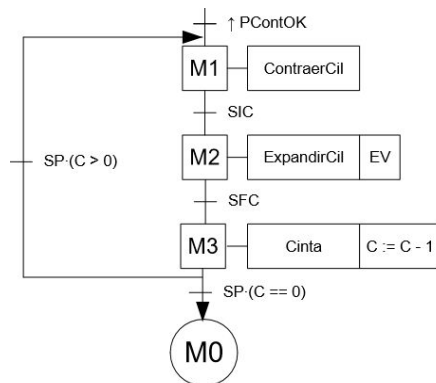 ↑ PContOK
M1 ContraerCil
SIC
SP·(C > 0)
M2 ExpandirCil EV
SFC
M3 Cinta C := C - 1
SP·(C == 0)
M0